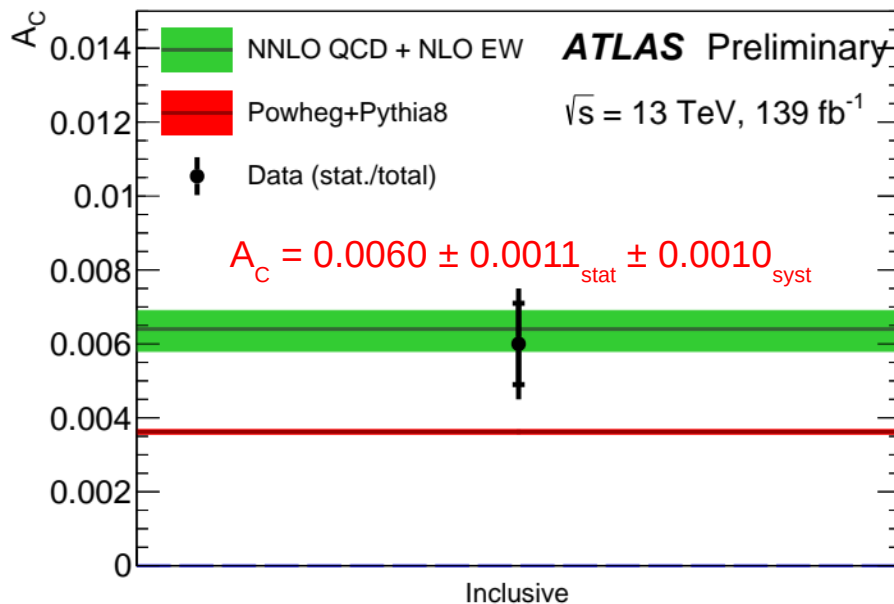 A_C
0.014
0.012
0.01
0.008
0.006
0.004
0.002
0
NNLO QCD + NLO EW
Powheg+Pythia8
Data (stat./total)
ATLAS Preliminary
√s = 13 TeV, 139 fb⁻¹
A_C = 0.0060 ± 0.0011_stat ± 0.0010_syst
Inclusive